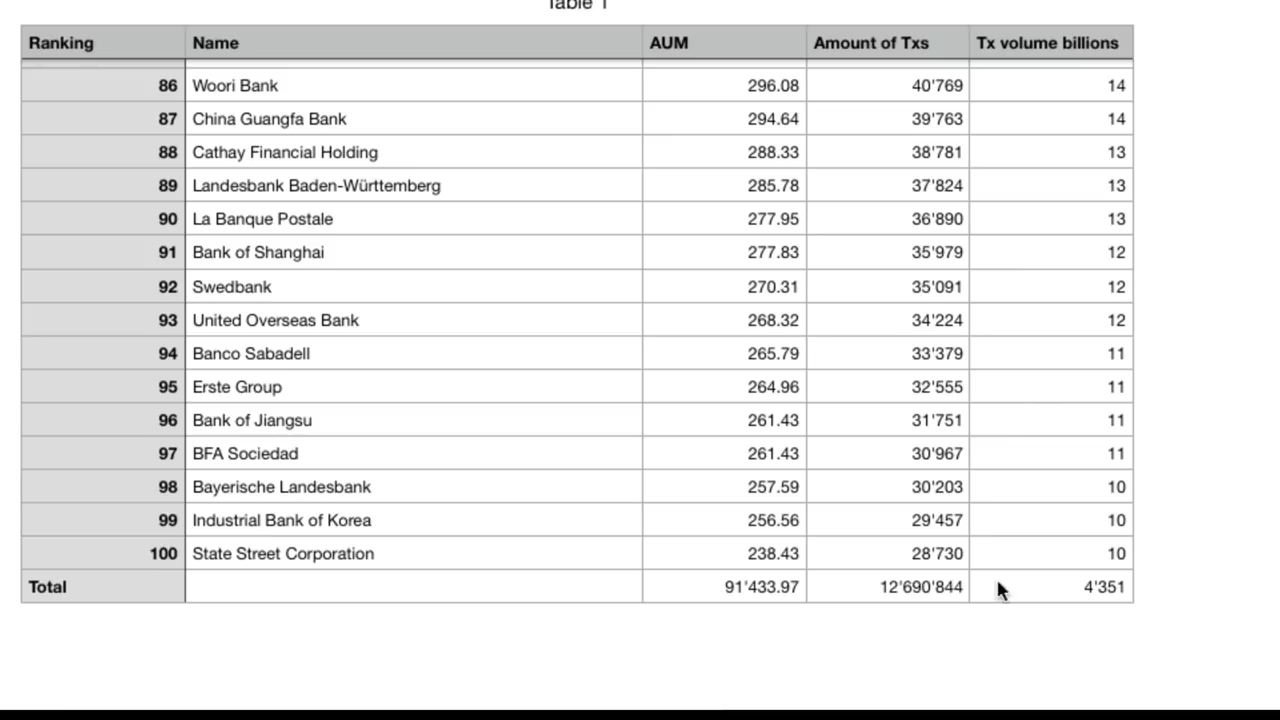 Table 1
Ranking Name AUM Amount of Txs Tx volume billions
86 Woori Bank 296.08 40'769 14
87 China Guangfa Bank 294.64 39'763 14
88 Cathay Financial Holding 288.33 38'781 13
89 Landesbank Baden-Württemberg 285.78 37'824 13
90 La Banque Postale 277.95 36'890 13
91 Bank of Shanghai 277.83 35'979 12
92 Swedbank 270.31 35'091 12
93 United Overseas Bank 268.32 34'224 12
94 Banco Sabadell 265.79 33'379 11
95 Erste Group 264.96 32'555 11
96 Bank of Jiangsu 261.43 31'751 11
97 BFA Sociedad 261.43 30'967 11
98 Bayerische Landesbank 257.59 30'203 10
99 Industrial Bank of Korea 256.56 29'457 10
100 State Street Corporation 238.43 28'730 10
Total 91'433.97 12'690'844 4'351